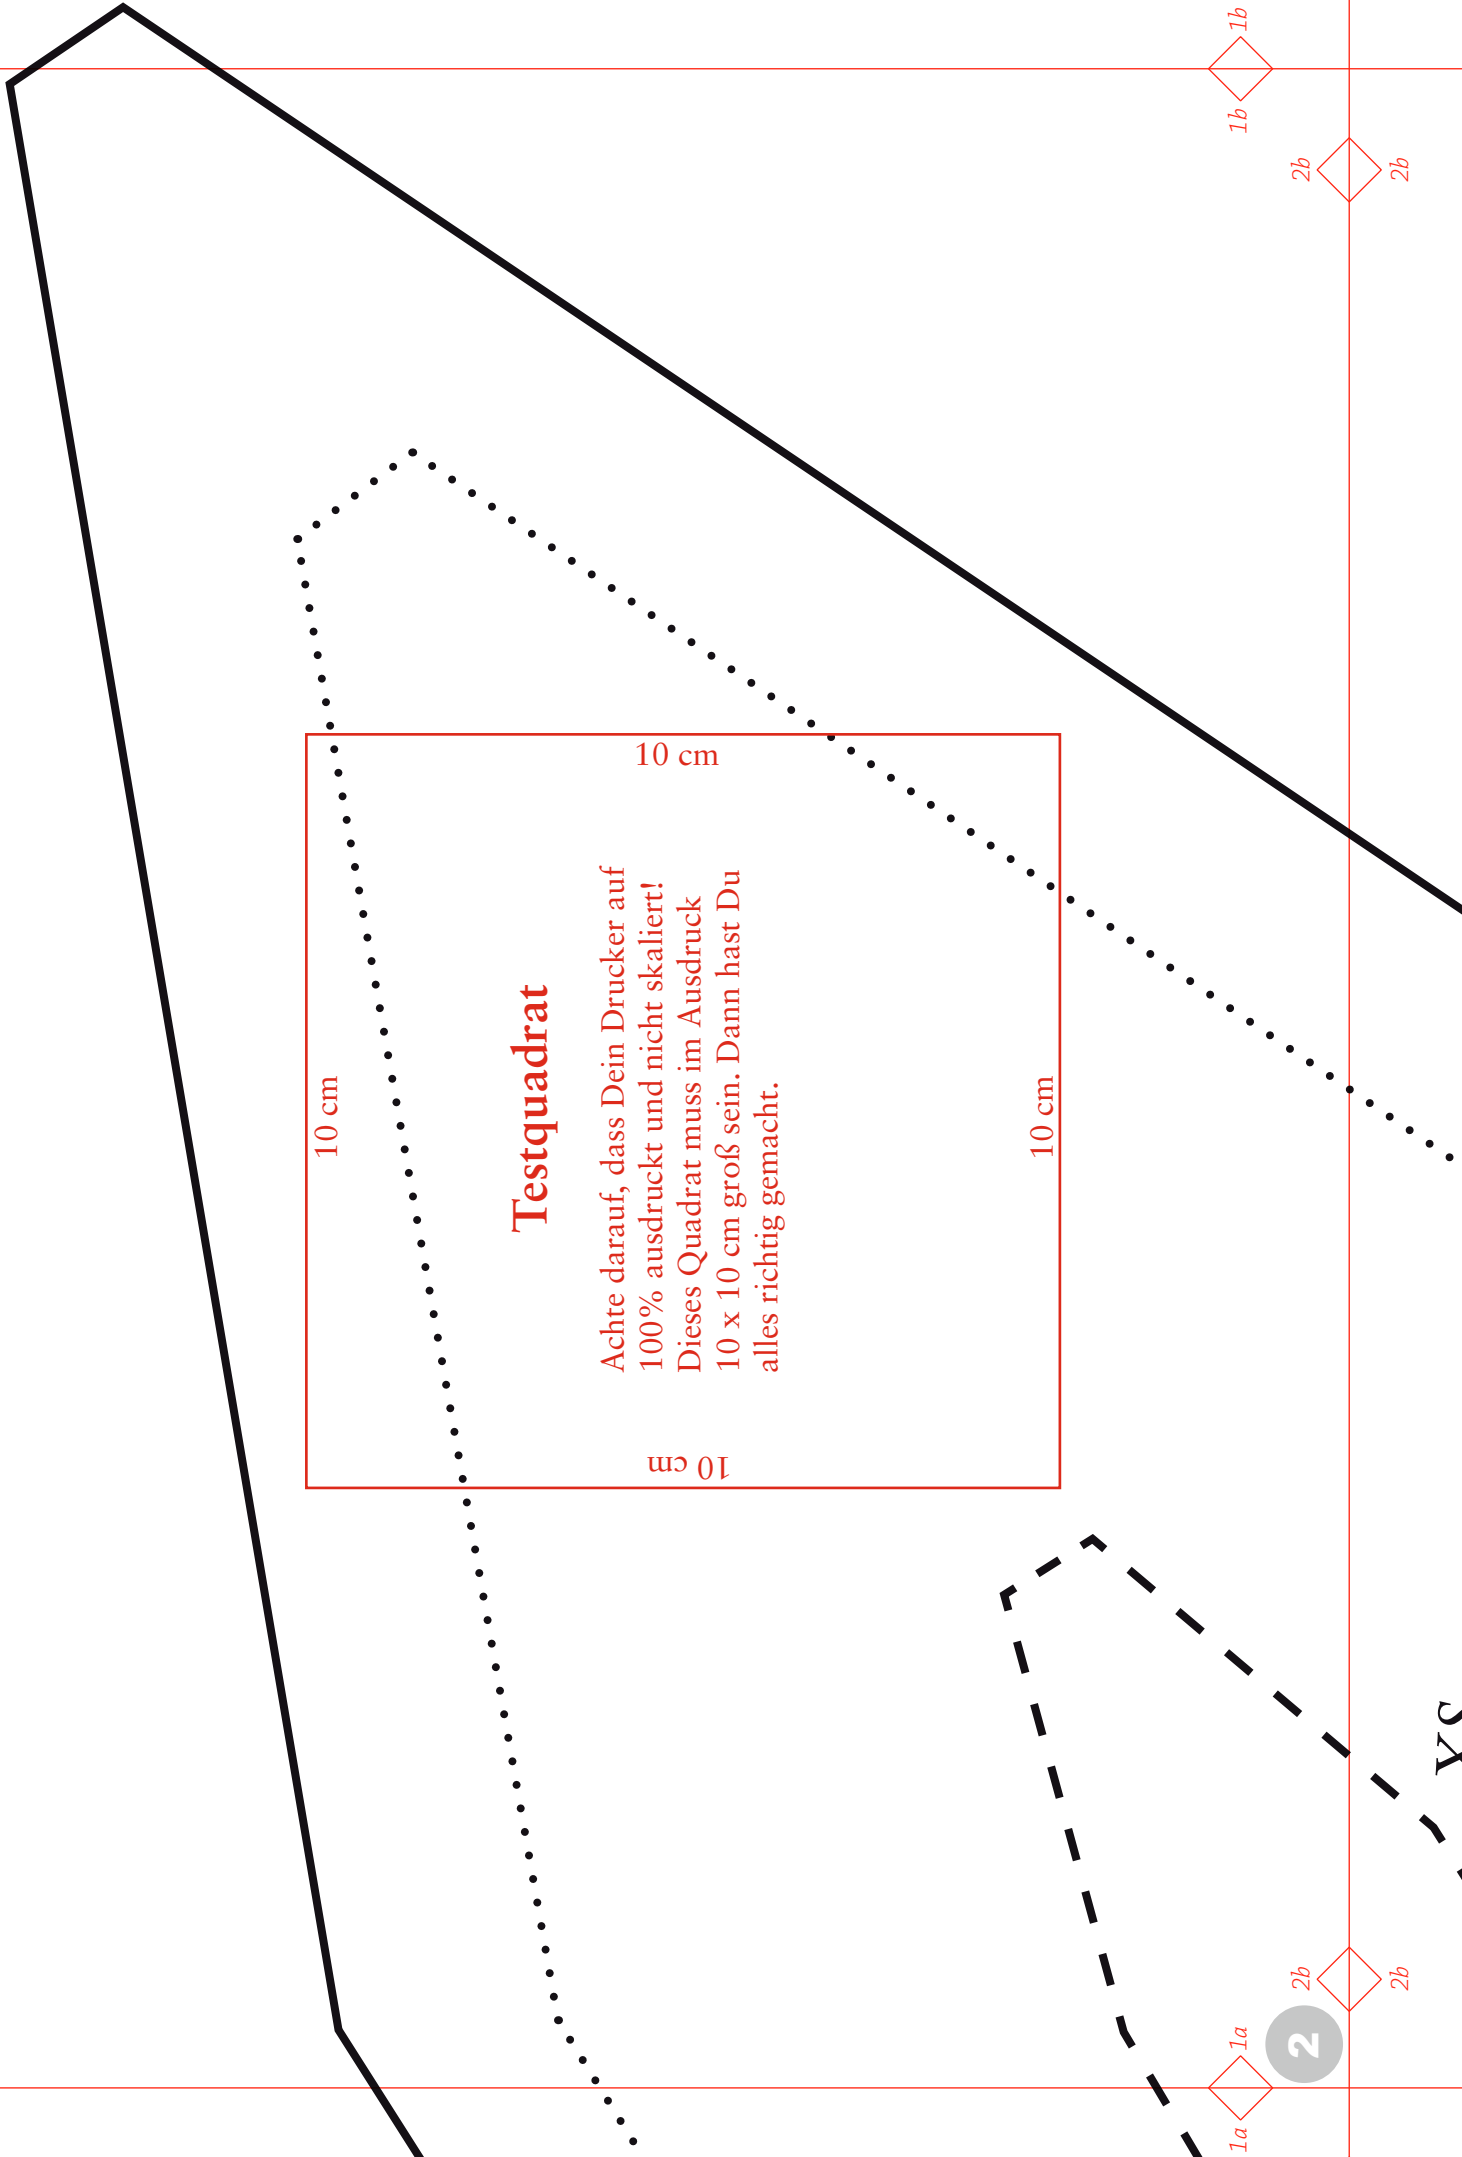 1b
1b
2b
2b
10 cm
10 cm
Testquadrat
Achte darauf, dass Dein Drucker auf
100% ausdruckt und nicht skaliert!
Dieses Quadrat muss im Ausdruck
10 x 10 cm groß sein. Dann hast Du
alles richtig gemacht.
10 cm
10 cm
XS
2b
2b
1a
2
1a